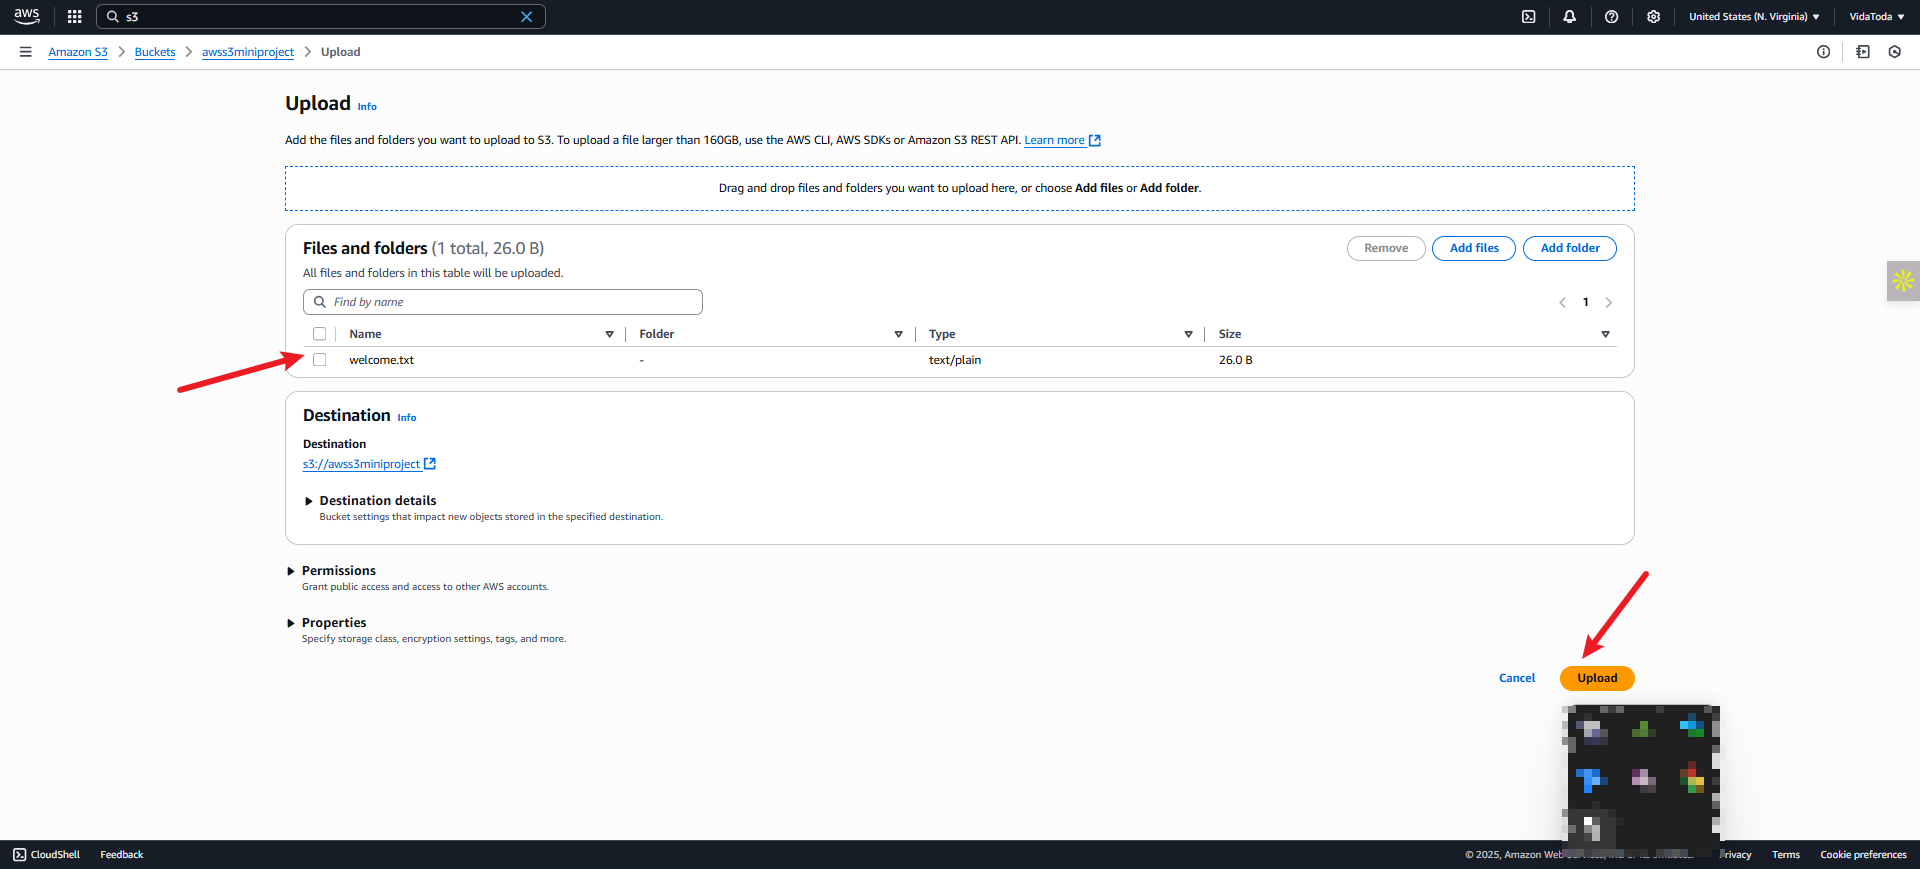 aws
s3
United States (N. Virginia)
VidaToda
Amazon S3
Buckets
awss3miniproject
Upload
Upload Info
Add the files and folders you want to upload to S3. To upload a file larger than 160GB, use the AWS CLI, AWS SDKs or Amazon S3 REST API. Learn more
Drag and drop files and folders you want to upload here, or choose Add files or Add folder.
Files and folders (1 total, 26.0 B)
Remove
Add files
Add folder
All files and folders in this table will be uploaded.
Find by name
1
Name Folder Type Size
welcome.txt - text/plain 26.0 B
Destination Info
Destination
s3://awss3miniproject
Destination details
Bucket settings that impact new objects stored in the specified destination.
Permissions
Grant public access and access to other AWS accounts.
Properties
Specify storage class, encryption settings, tags, and more.
Cancel
Upload
CloudShell
Feedback
© 2025, Amazon Web
Terms
Cookie preferences